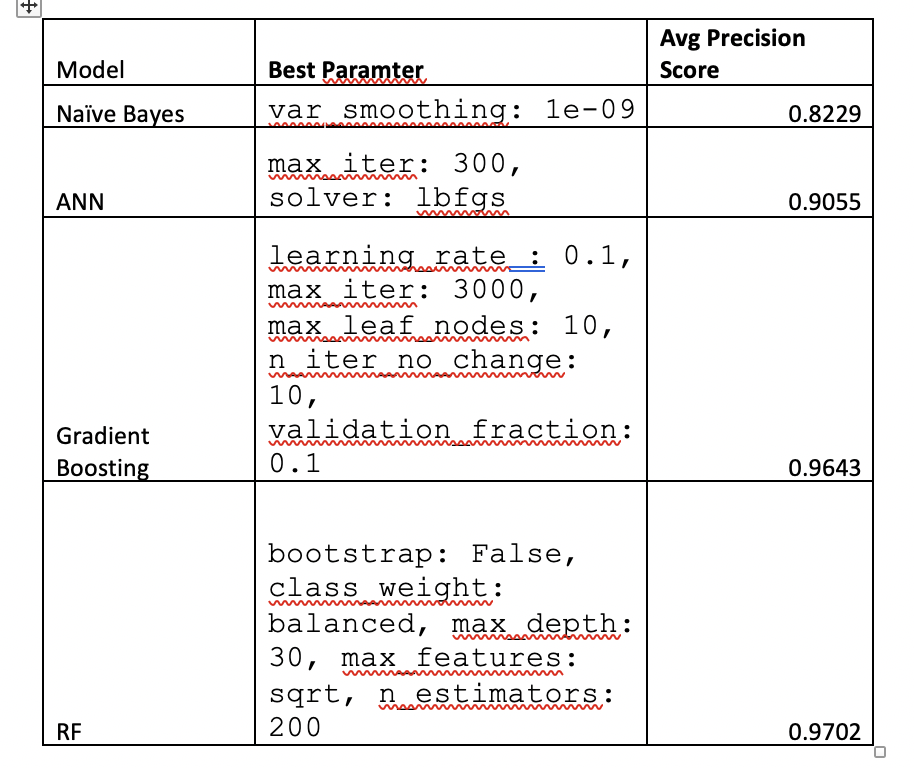 Model Best Paramter Avg Precision Score
Naïve Bayes var_smoothing: 1e-09 0.8229
ANN max_iter: 300,
solver: lbfgs 0.9055
Gradient Boosting learning_rate : 0.1,
max_iter: 3000,
max_leaf_nodes: 10,
n_iter_no_change:
10,
validation_fraction:
0.1 0.9643
RF bootstrap: False,
class_weight:
balanced, max_depth:
30, max_features:
sqrt, n_estimators:
200 0.9702